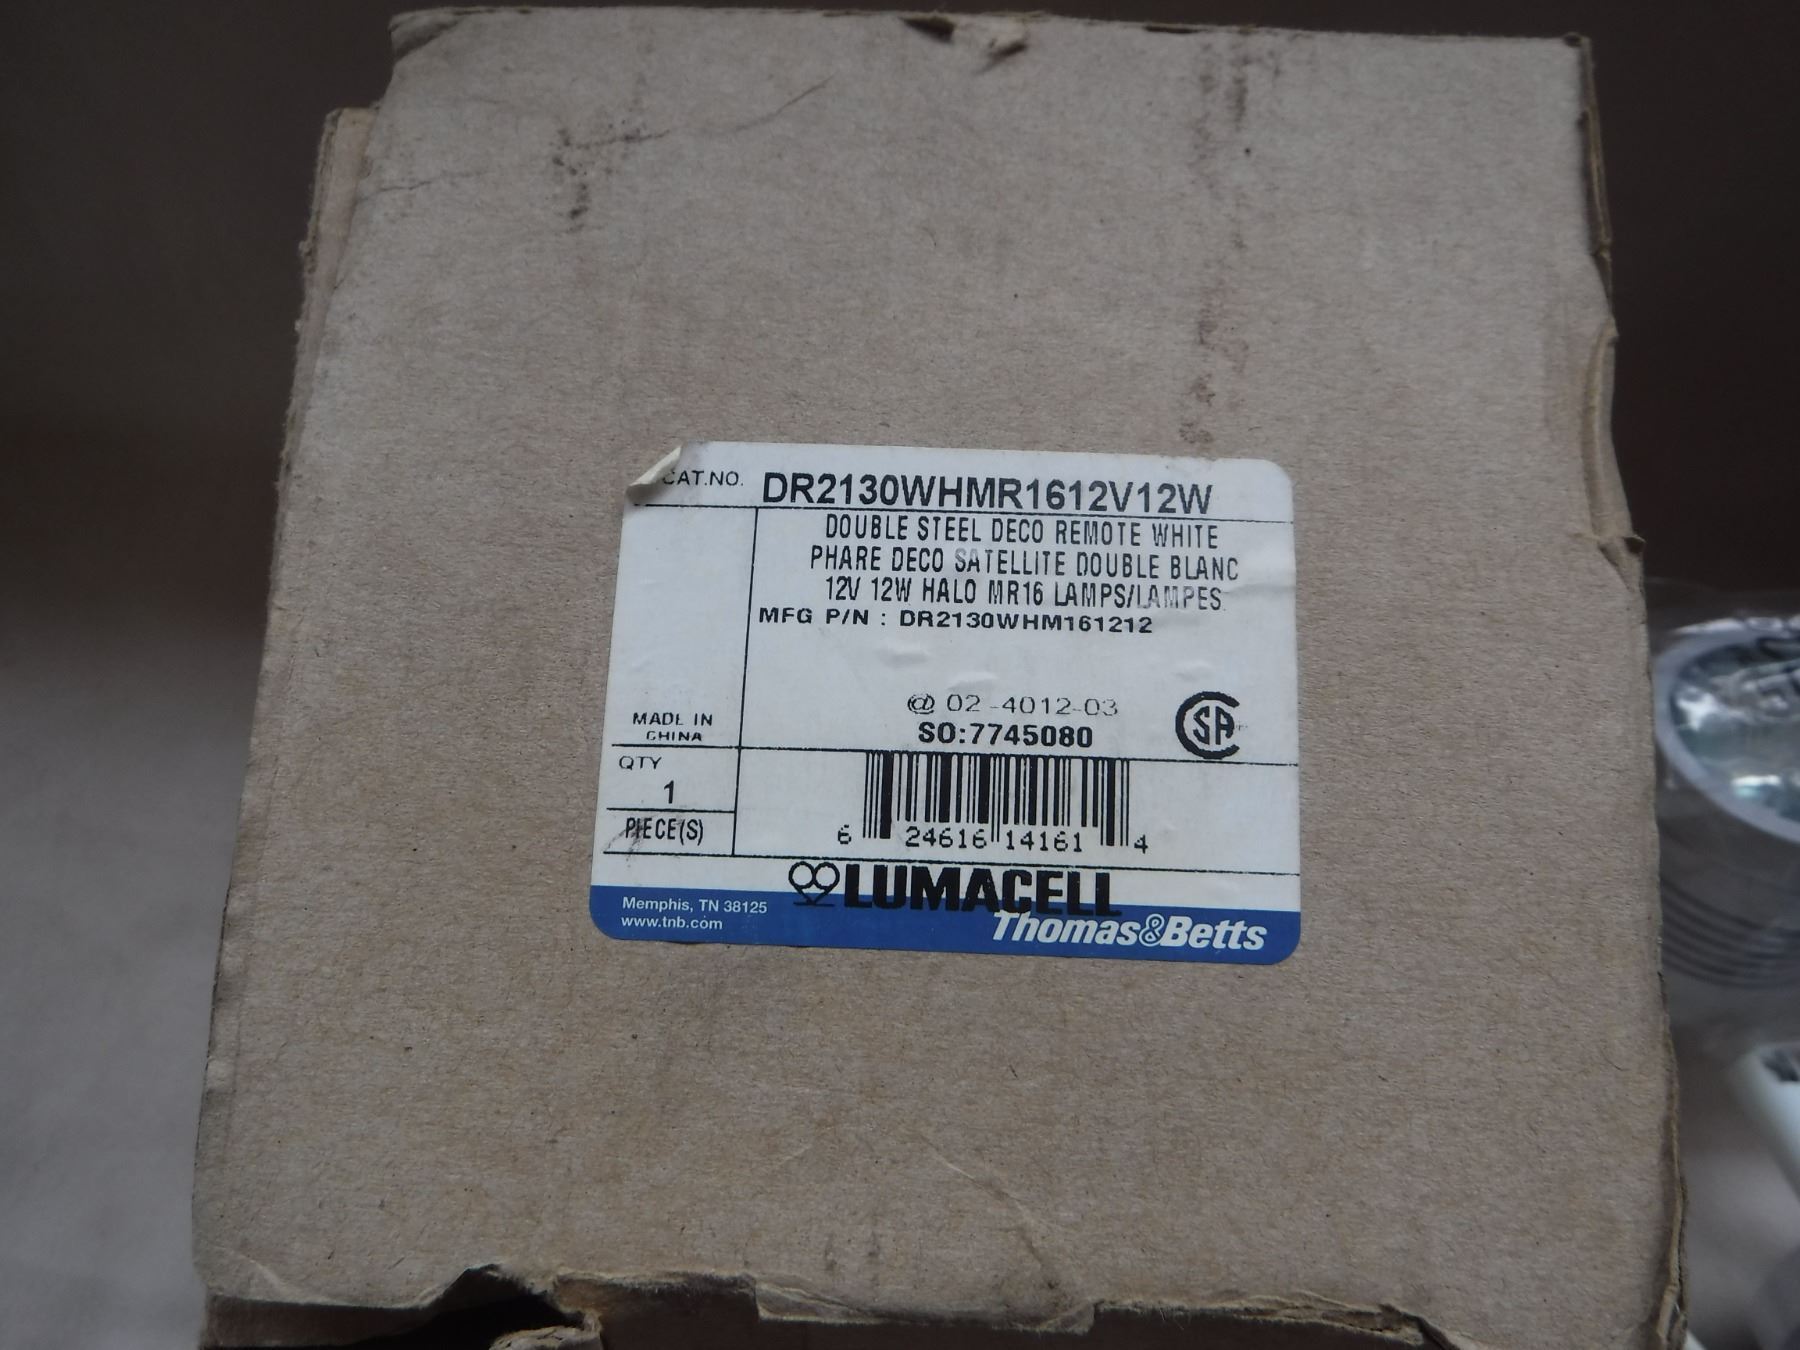 CAT.NO. DR2130WHMR1612V12W
DOUBLE STEEL DECO REMOTE WHITE
PHARE DECO SATELLITE DOUBLE BLANC
12V 12W HALO MR16 LAMPS/LAMPES
MFG P/N : DR2130WHM161212
@ 02-4012-03
SO:7745080
CSA
MADE IN
CHINA
QTY
1
PIECE(S)
6 24616 14161 4
LUMACELL
Thomas&Betts
Memphis, TN 38125
www.tnb.com